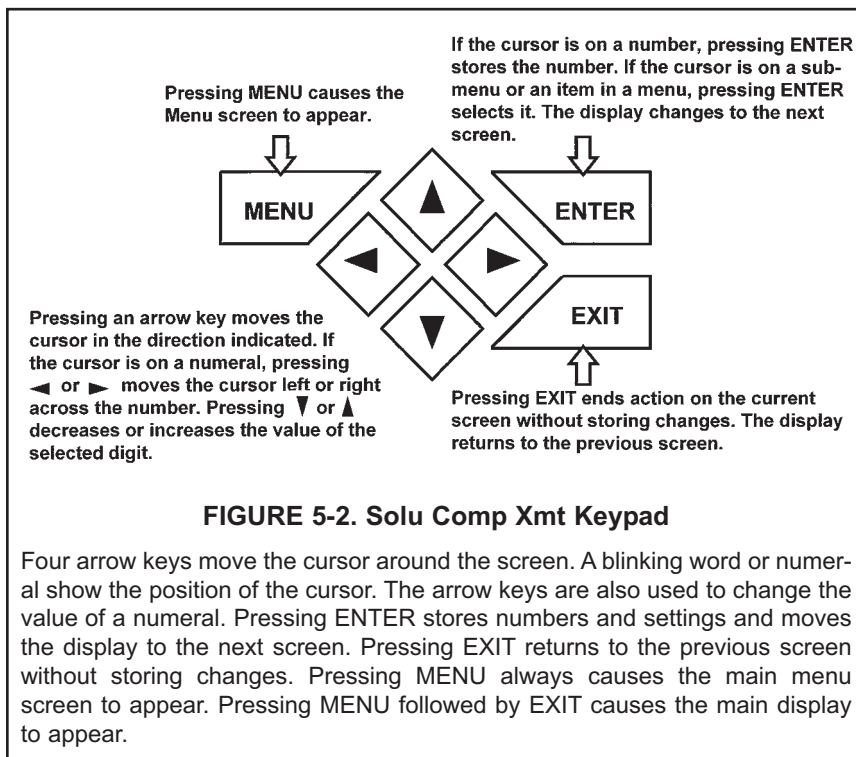 If the cursor is on a number, pressing ENTER
stores the number. If the cursor is on a sub-
menu or an item in a menu, pressing ENTER
selects it. The display changes to the next
screen.
Pressing MENU causes the
Menu screen to appear.
MENU
ENTER
EXIT
Pressing an arrow key moves the
cursor in the direction indicated. If
the cursor is on a numeral, pressing
◄ or ► moves the cursor left or right
across the number. Pressing ▼ or ▲
decreases or increases the value of the
selected digit.
Pressing EXIT ends action on the current
screen without storing changes. The display
returns to the previous screen.
FIGURE 5-2. Solu Comp Xmt Keypad
Four arrow keys move the cursor around the screen. A blinking word or numer-
al show the position of the cursor. The arrow keys are also used to change the
value of a numeral. Pressing ENTER stores numbers and settings and moves
the display to the next screen. Pressing EXIT returns to the previous screen
without storing changes. Pressing MENU always causes the main menu
screen to appear. Pressing MENU followed by EXIT causes the main display
to appear.